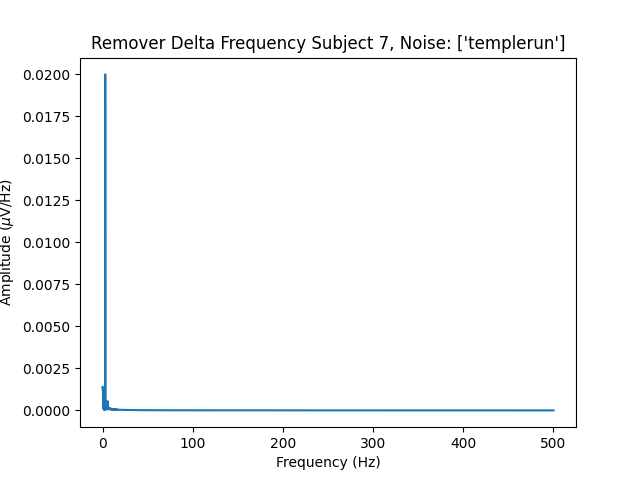 Remover Delta Frequency Subject 7, Noise: ['templerun']
Amplitude (μV/Hz)
0.0200
0.0175
0.0150
0.0125
0.0100
0.0075
0.0050
0.0025
0.0000
0 100 200 300 400 500
Frequency (Hz)